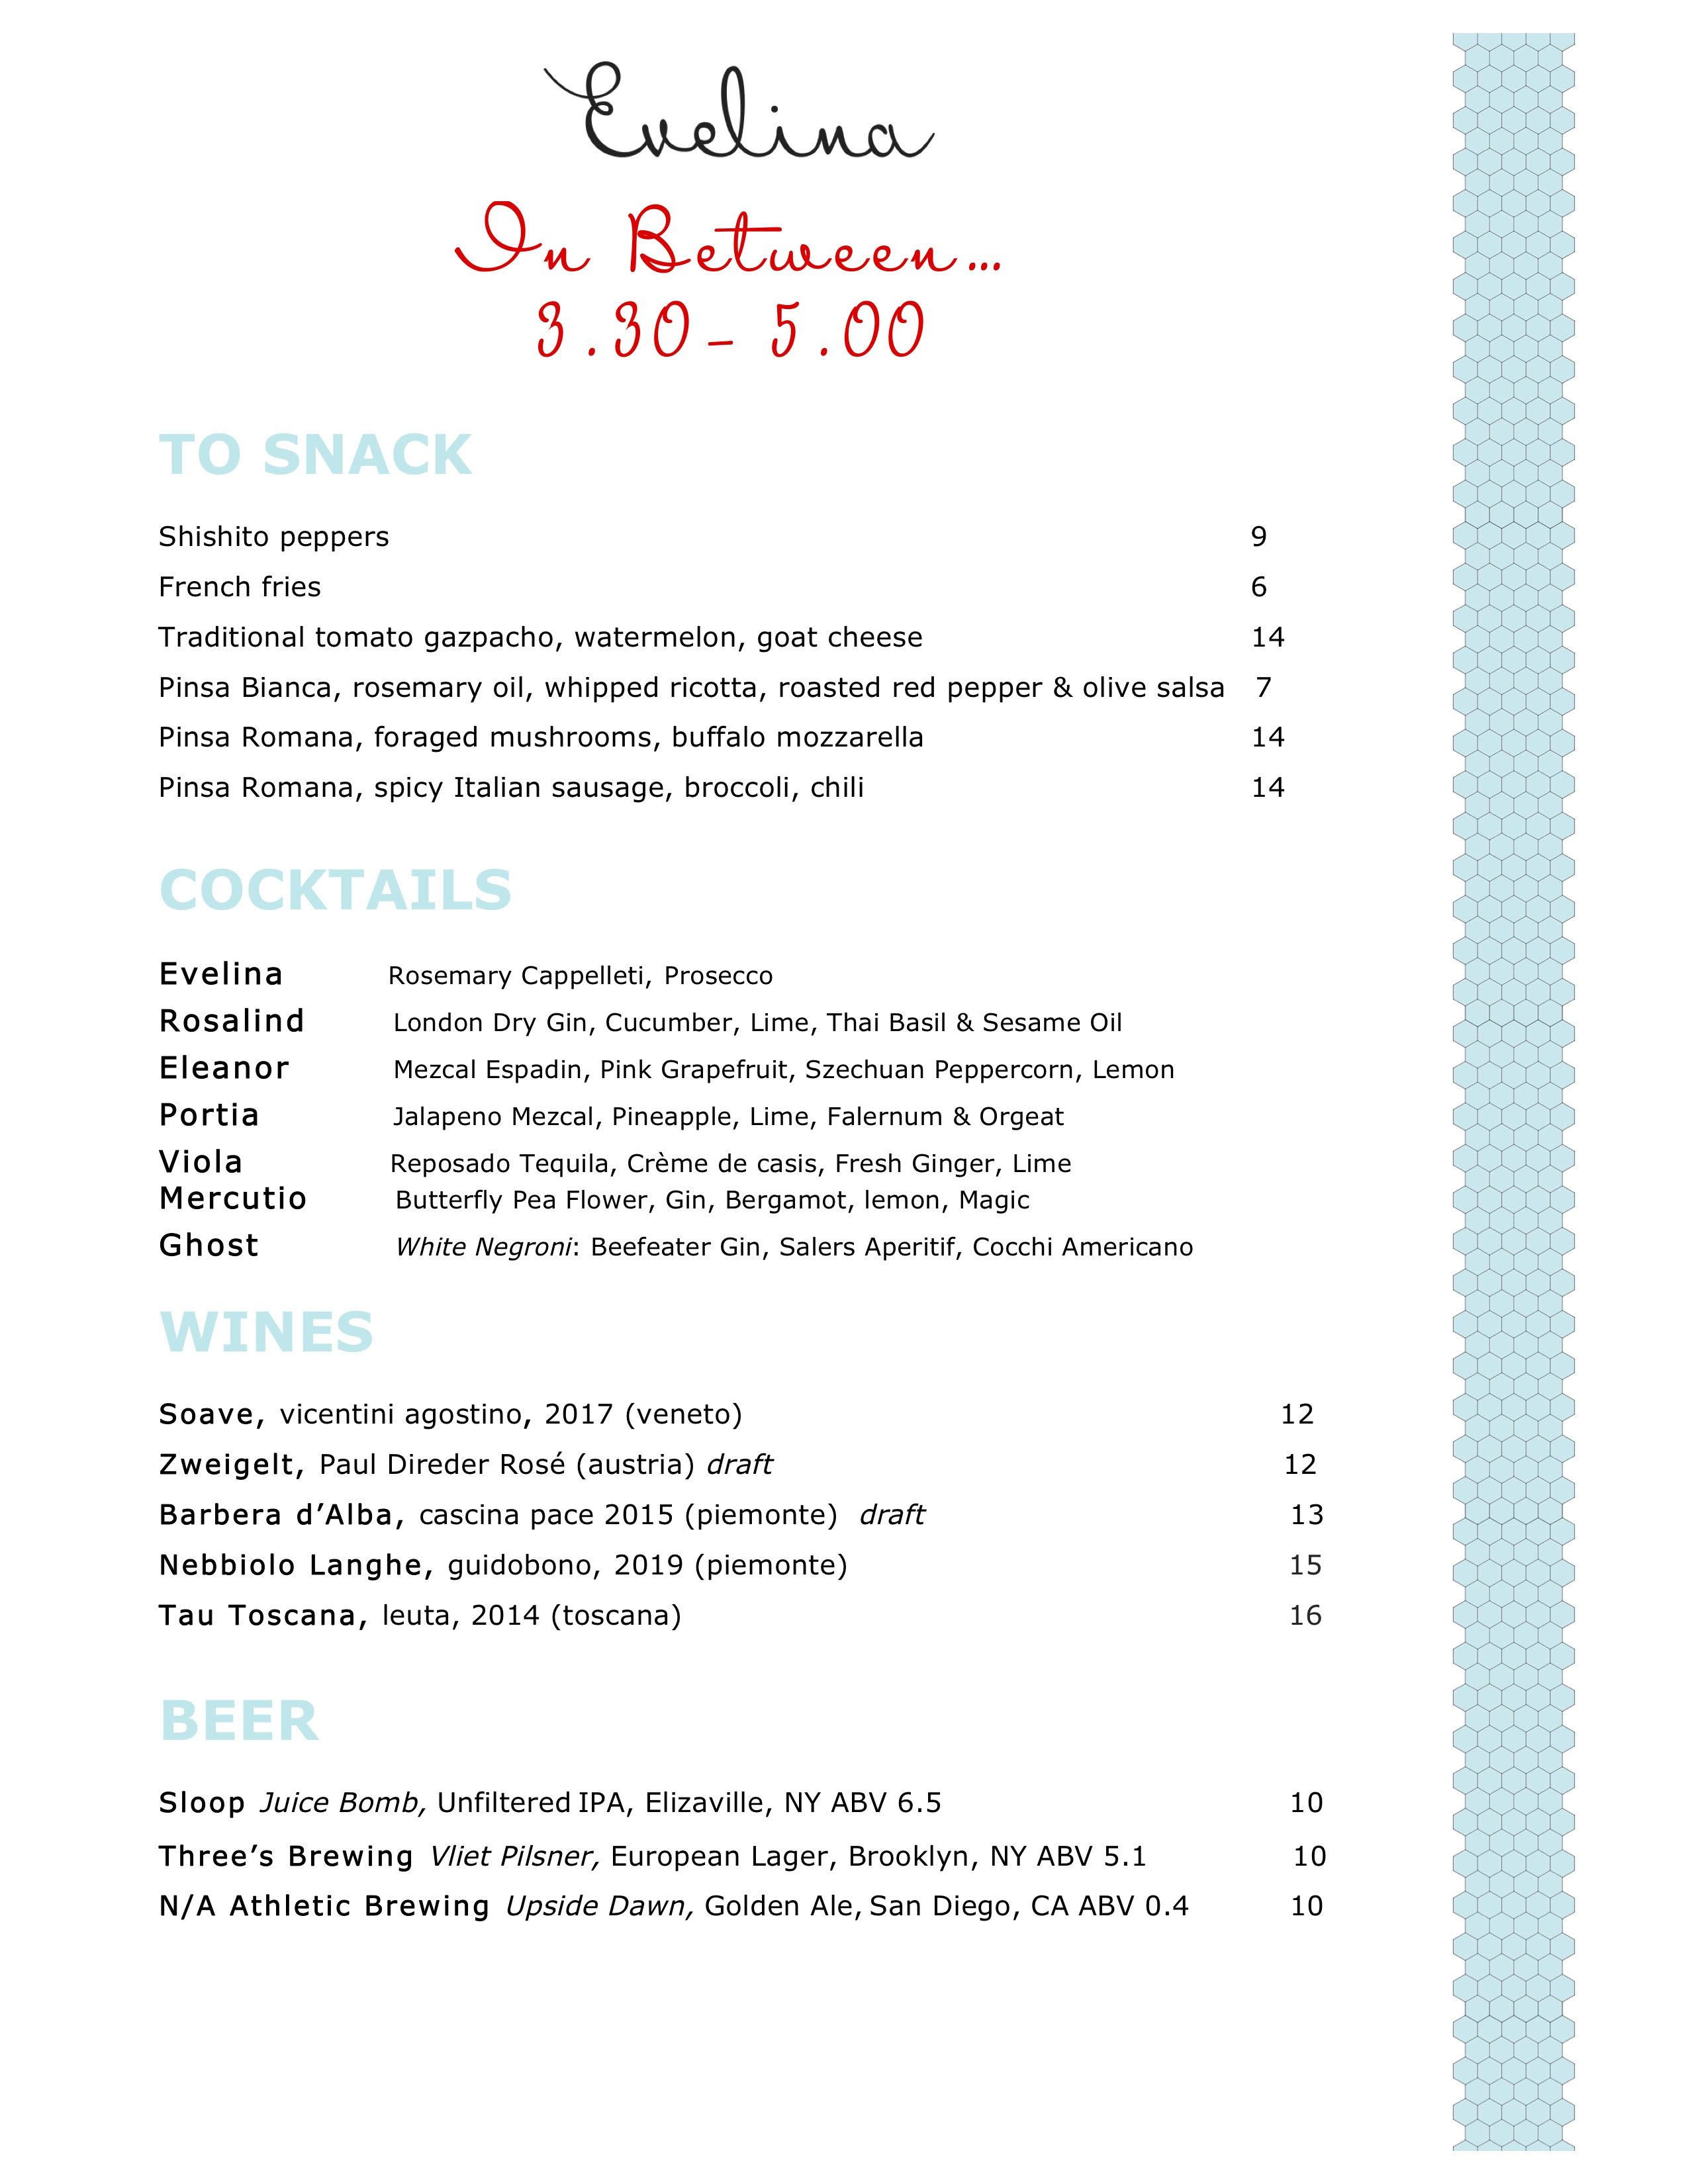 Evelina
In Between...
3.30- 5.00
TO SNACK
Shishito peppers 9
French fries 6
Traditional tomato gazpacho, watermelon, goat cheese 14
Pinsa Bianca, rosemary oil, whipped ricotta, roasted red pepper & olive salsa 7
Pinsa Romana, foraged mushrooms, buffalo mozzarella 14
Pinsa Romana, spicy Italian sausage, broccoli, chili 14
COCKTAILS
Evelina Rosemary Cappelleti, Prosecco
Rosalind London Dry Gin, Cucumber, Lime, Thai Basil & Sesame Oil
Eleanor Mezcal Espadin, Pink Grapefruit, Szechuan Peppercorn, Lemon
Portia Jalapeno Mezcal, Pineapple, Lime, Falernum & Orgeat
Viola Reposado Tequila, Crème de casis, Fresh Ginger, Lime
Mercutio Butterfly Pea Flower, Gin, Bergamot, lemon, Magic
Ghost White Negroni: Beefeater Gin, Salers Aperitif, Cocchi Americano
WINES
Soave, vicentini agostino, 2017 (veneto) 12
Zweigelt, Paul Direder Rosé (austria) draft 12
Barbera d’Alba, cascina pace 2015 (piemonte) draft 13
Nebbiolo Langhe, guidobono, 2019 (piemonte) 15
Tau Toscana, leuta, 2014 (toscana) 16
BEER
Sloop Juice Bomb, Unfiltered IPA, Elizaville, NY ABV 6.5 10
Three’s Brewing Vliet Pilsner, European Lager, Brooklyn, NY ABV 5.1 10
N/A Athletic Brewing Upside Dawn, Golden Ale, San Diego, CA ABV 0.4 10